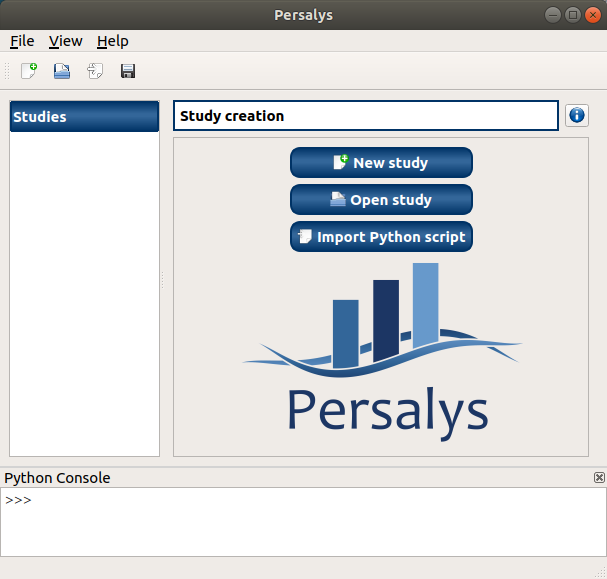 Persalys
File View Help
Studies
Study creation
New study
Open study
Import Python script
Persalys
Python Console
>>>